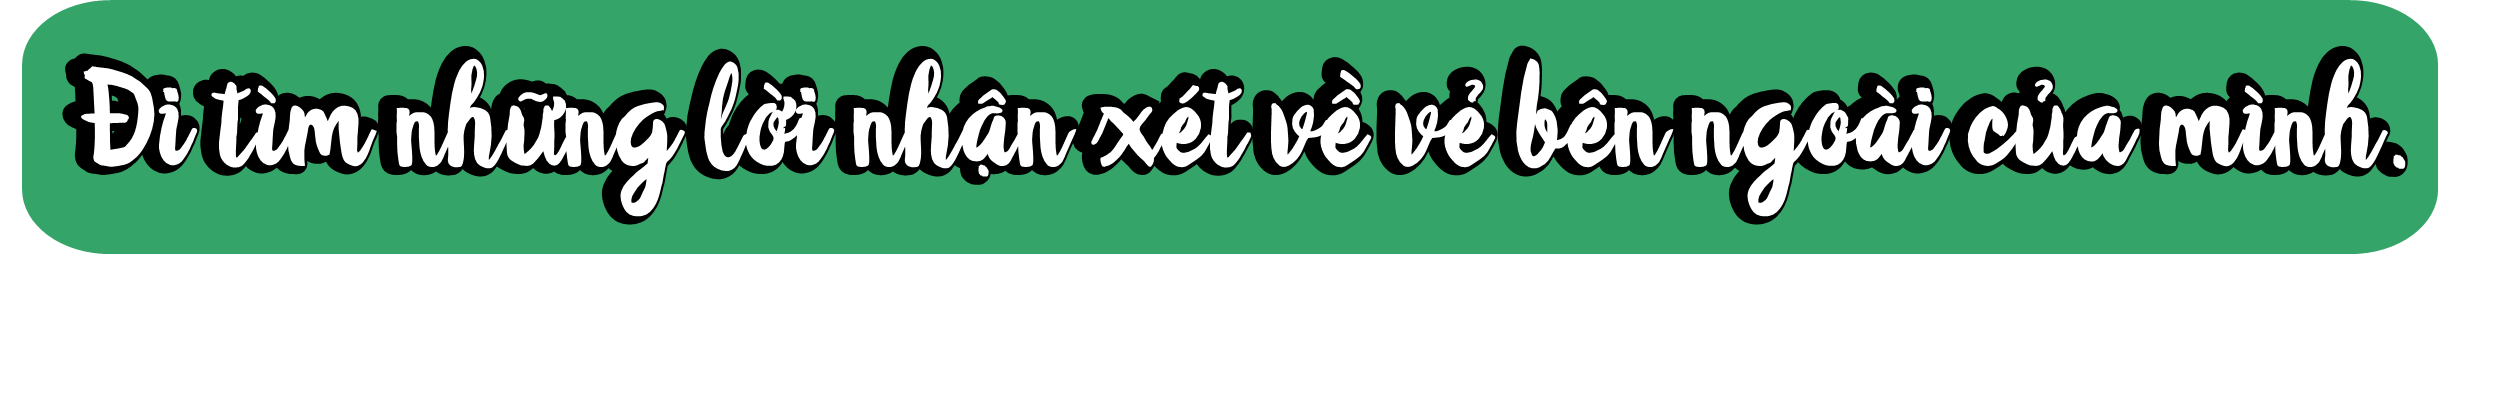 Đi tìm những lời nhận xét về vẻ bên ngoài của mình.